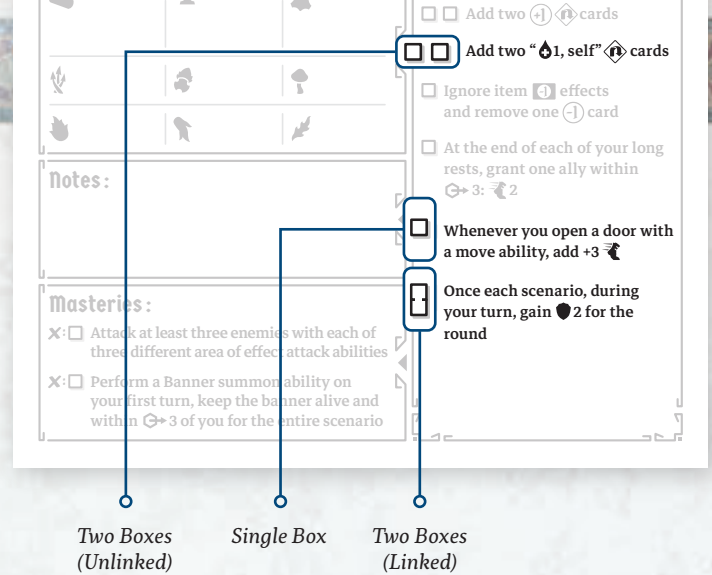 Add two +1 cards
Add two “1, self” cards
Ignore item -1 effects
and remove one -1 card
At the end of each of your long
rests, grant one ally within
3: 2
Notes:
Whenever you open a door with
a move ability, add +3
Once each scenario, during
your turn, gain 2 for the
round
Masteries:
X: Attack at least three enemies with each of
three different area of effect attack abilities
X: Perform a Banner summon ability on
your first turn, keep the banner alive and
within 3 of you for the entire scenario
Two Boxes
(Unlinked)
Single Box
Two Boxes
(Linked)